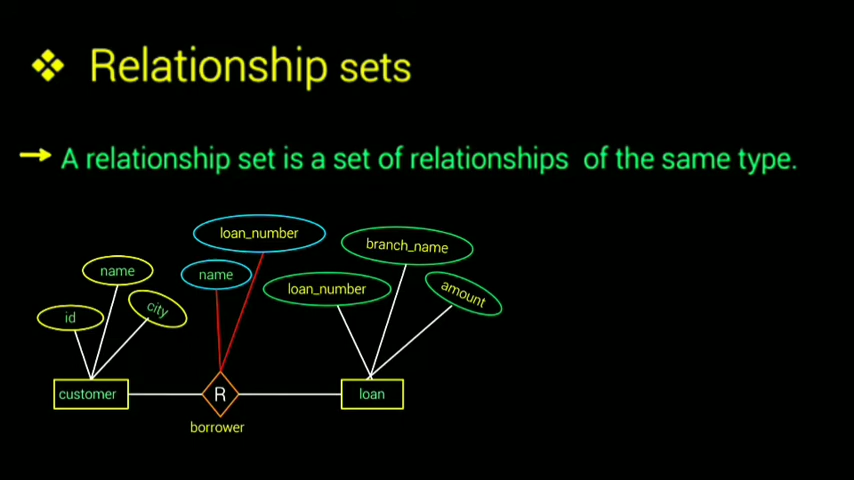 Relationship sets
A relationship set is a set of relationships of the same type.
loan_number
branch_name
name
name
loan_number
amount
id
city
customer
R
loan
borrower